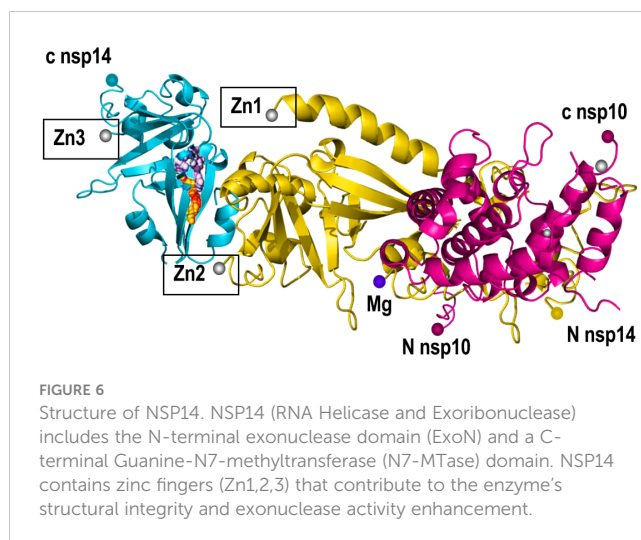 c nsp14
Zn1
c nsp10
Zn3
Zn2
Mg
N nsp10
N nsp14
FIGURE 6
Structure of NSP14. NSP14 (RNA Helicase and Exoribonuclease)
includes the N-terminal exonuclease domain (ExoN) and a C-
terminal Guanine-N7-methyltransferase (N7-MTase) domain. NSP14
contains zinc fingers (Zn1,2,3) that contribute to the enzyme's
structural integrity and exonuclease activity enhancement.